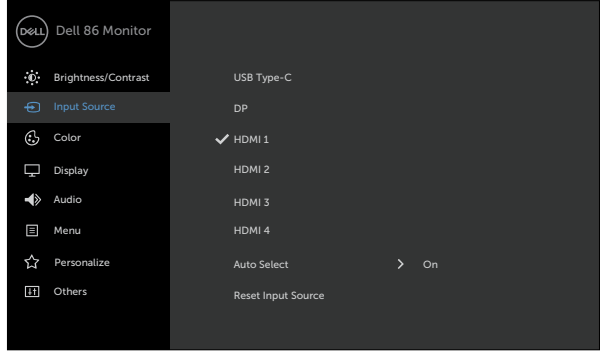 DELL Dell 86 Monitor
Brightness/Contrast
USB Type-C
Input Source
DP
Color
HDMI 1
Display
HDMI 2
Audio
HDMI 3
Menu
HDMI 4
Personalize
Auto Select On
Others
Reset Input Source